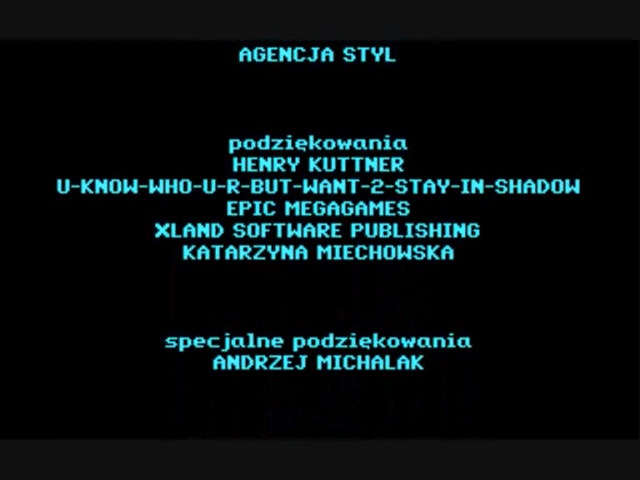 AGENCJA STYL
podziękowania
HENRY KUTTNER
U-KNOW-WHO-U-R-BUT-WANT-2-STAY-IN-SHADOW
EPIC MEGAGAMES
XLAND SOFTWARE PUBLISHING
KATARZYNA MIECHOWSKA
specjalne podziękowania
ANDRZEJ MICHALAK